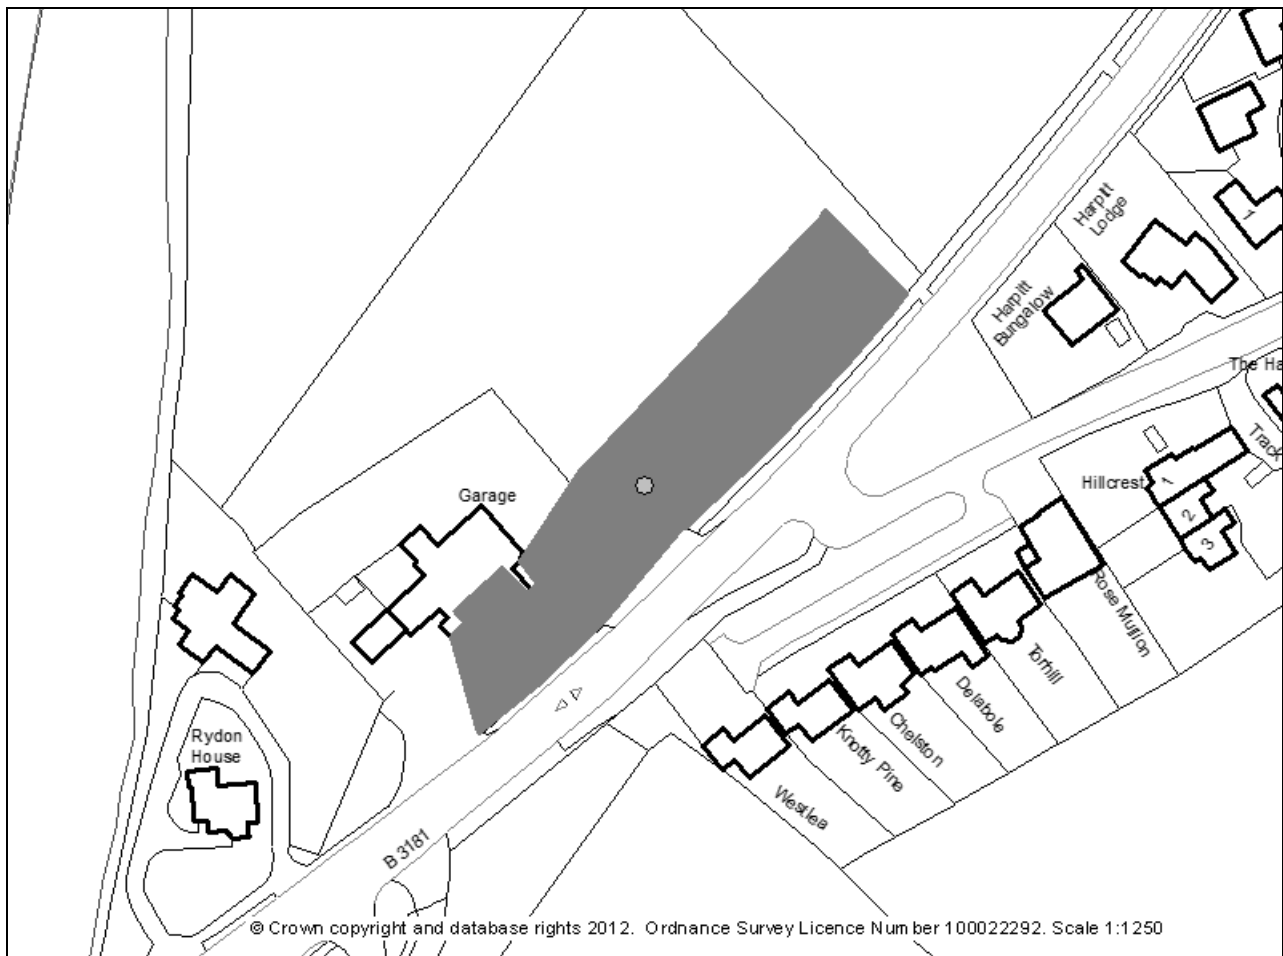 Harpitt
Lodge
1
Harpitt
Bungalow
The Ha
Track
Garage
Hillcrest
1
2
3
Rose Mullion
Torhill
Delabole
Chelston
Knotty Pine
Westlea
Rydon
House
B 3181
© Crown copyright and database rights 2012. Ordnance Survey Licence Number 100022292. Scale 1:1250